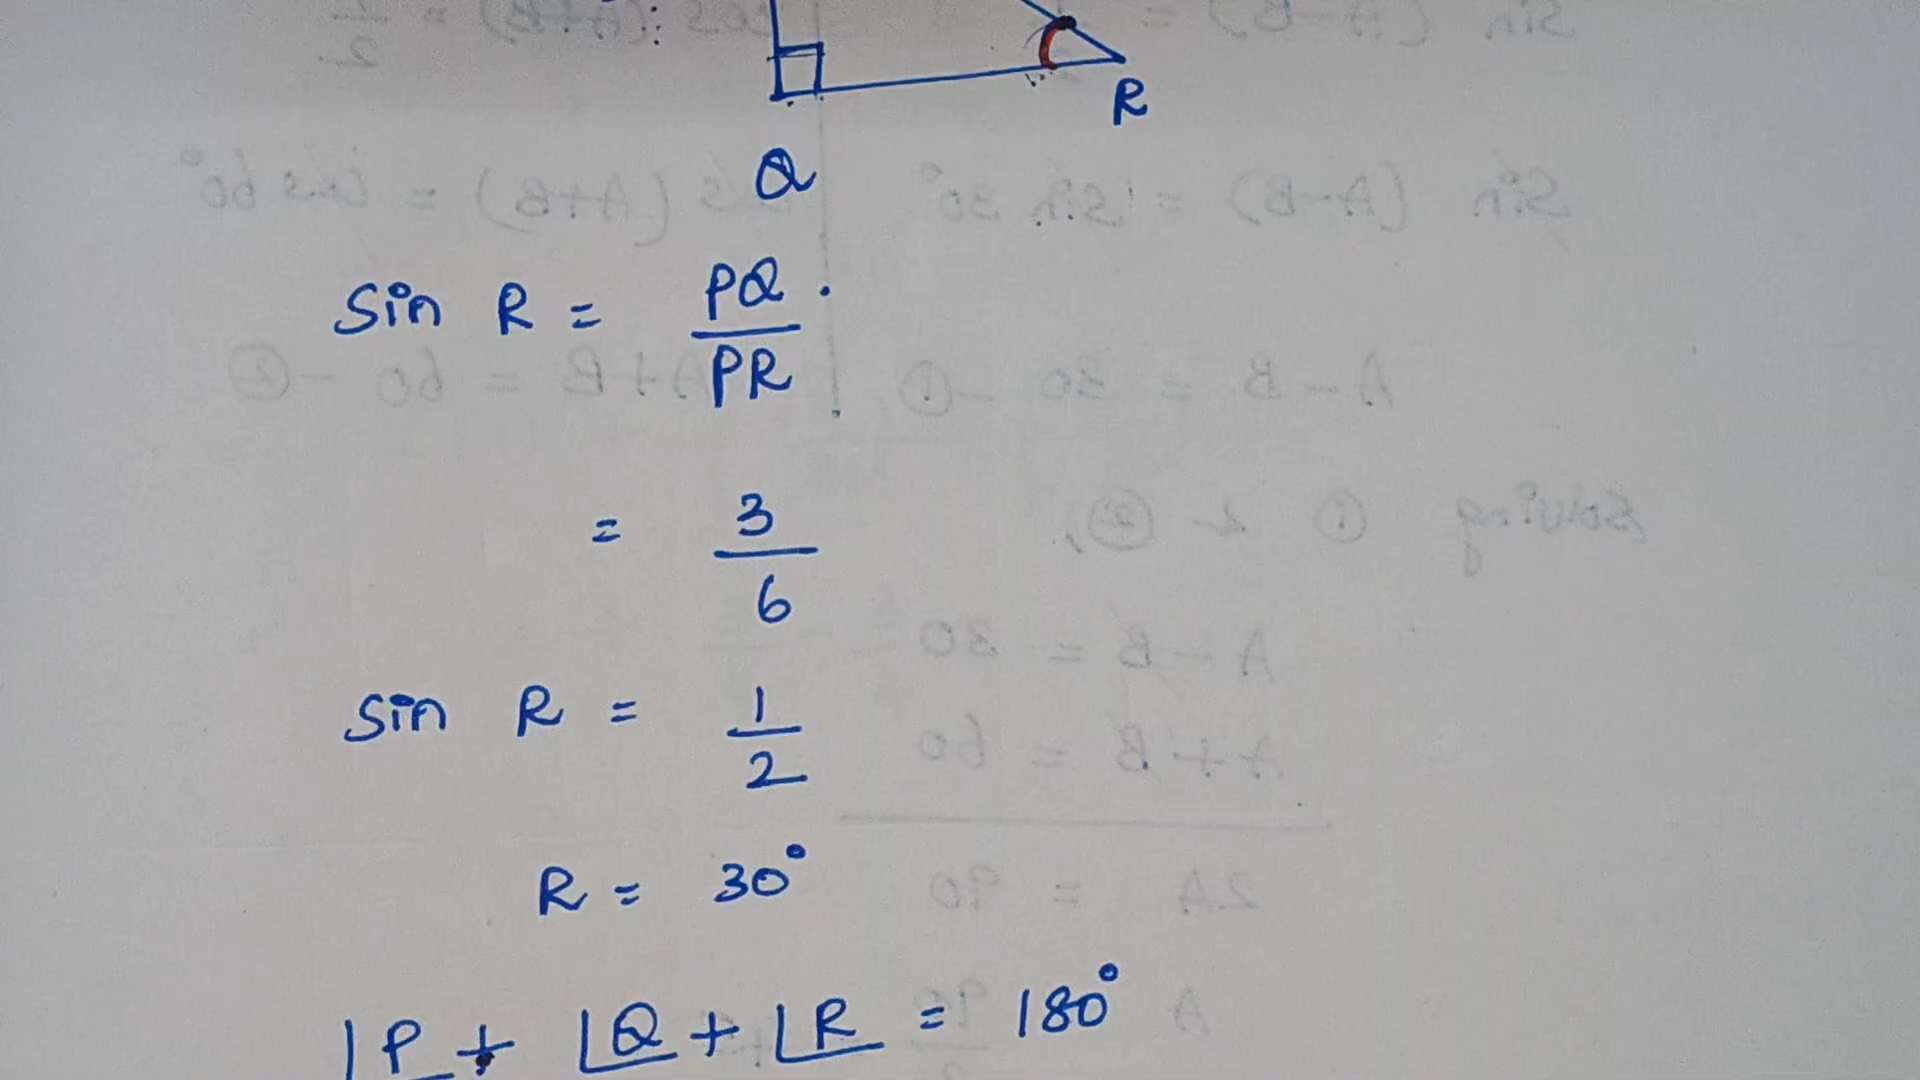 R
Q
Sin R = PQ/PR
= 3/6
Sin R = 1/2
R = 30°
∠P + ∠Q + ∠R = 180°